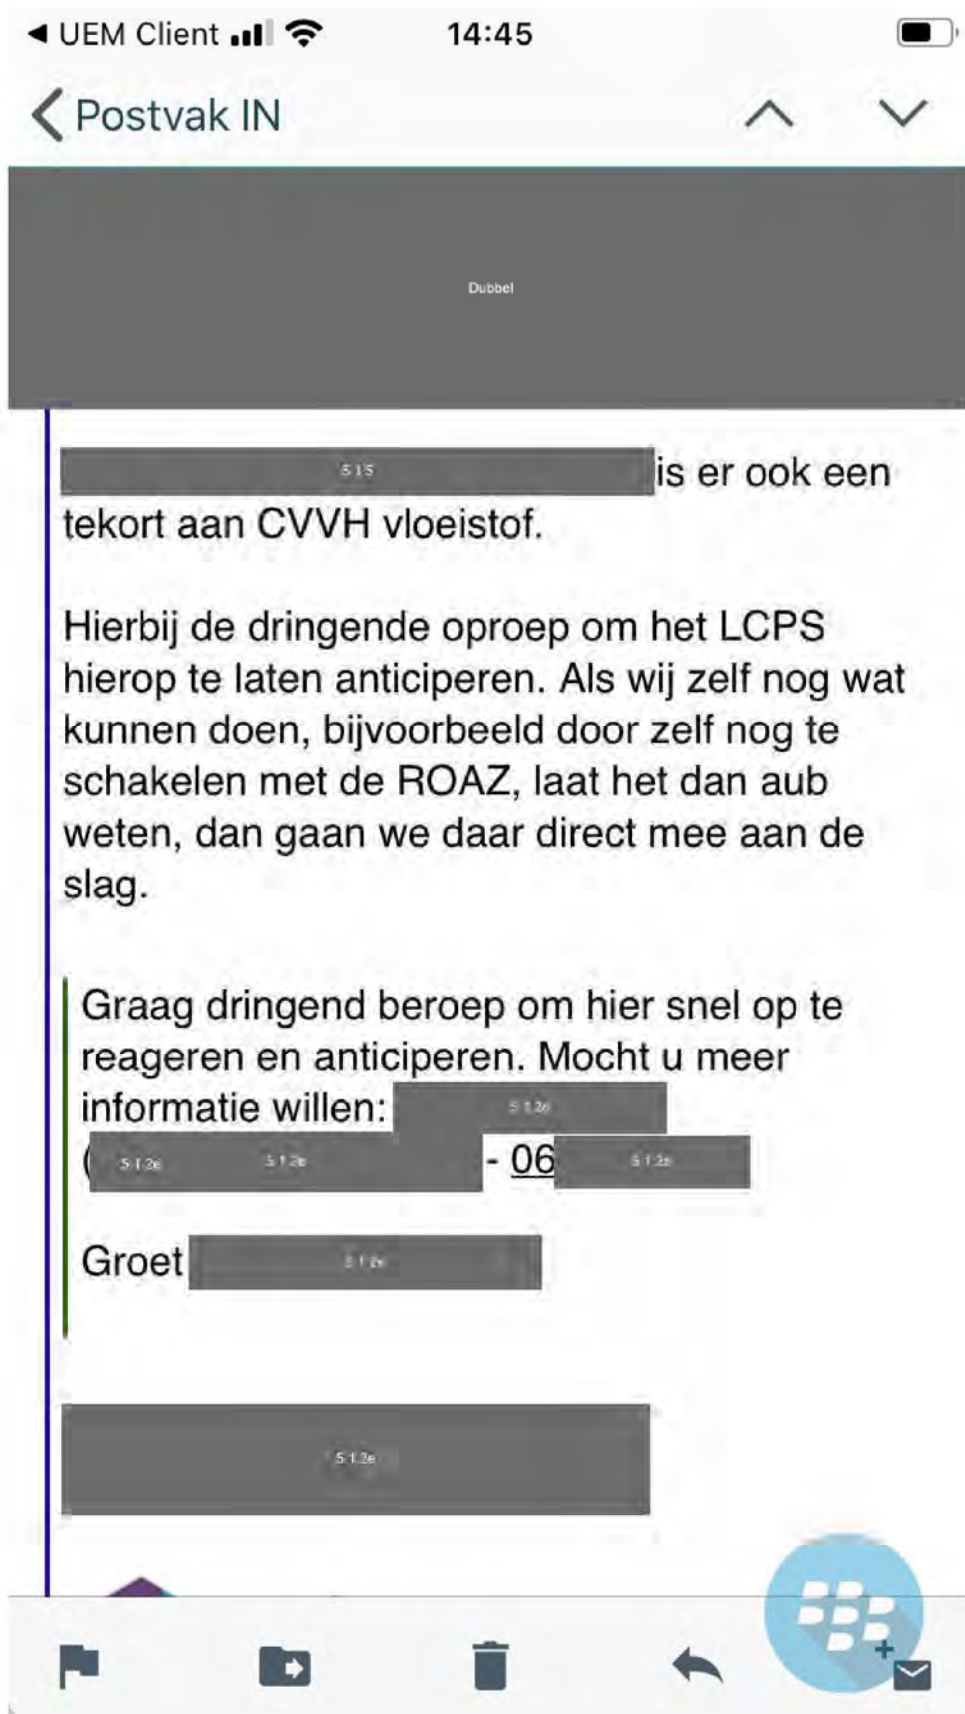 UEM Client
14:45
Postvak IN
Dubbel
5.1.5 is er ook een
tekort aan CVVH vloeistof.
Hierbij de dringende oproep om het LCPS
hierop te laten anticiperen. Als wij zelf nog wat
kunnen doen, bijvoorbeeld door zelf nog te
schakelen met de ROAZ, laat het dan aub
weten, dan gaan we daar direct mee aan de
slag.
Graag dringend beroep om hier snel op te
reageren en anticiperen. Mocht u meer
informatie willen: 5.1.2e
( 5.1.2e 5.1.2e - 06 5.1.2e
Groet 5.1.2e
5.1.2e